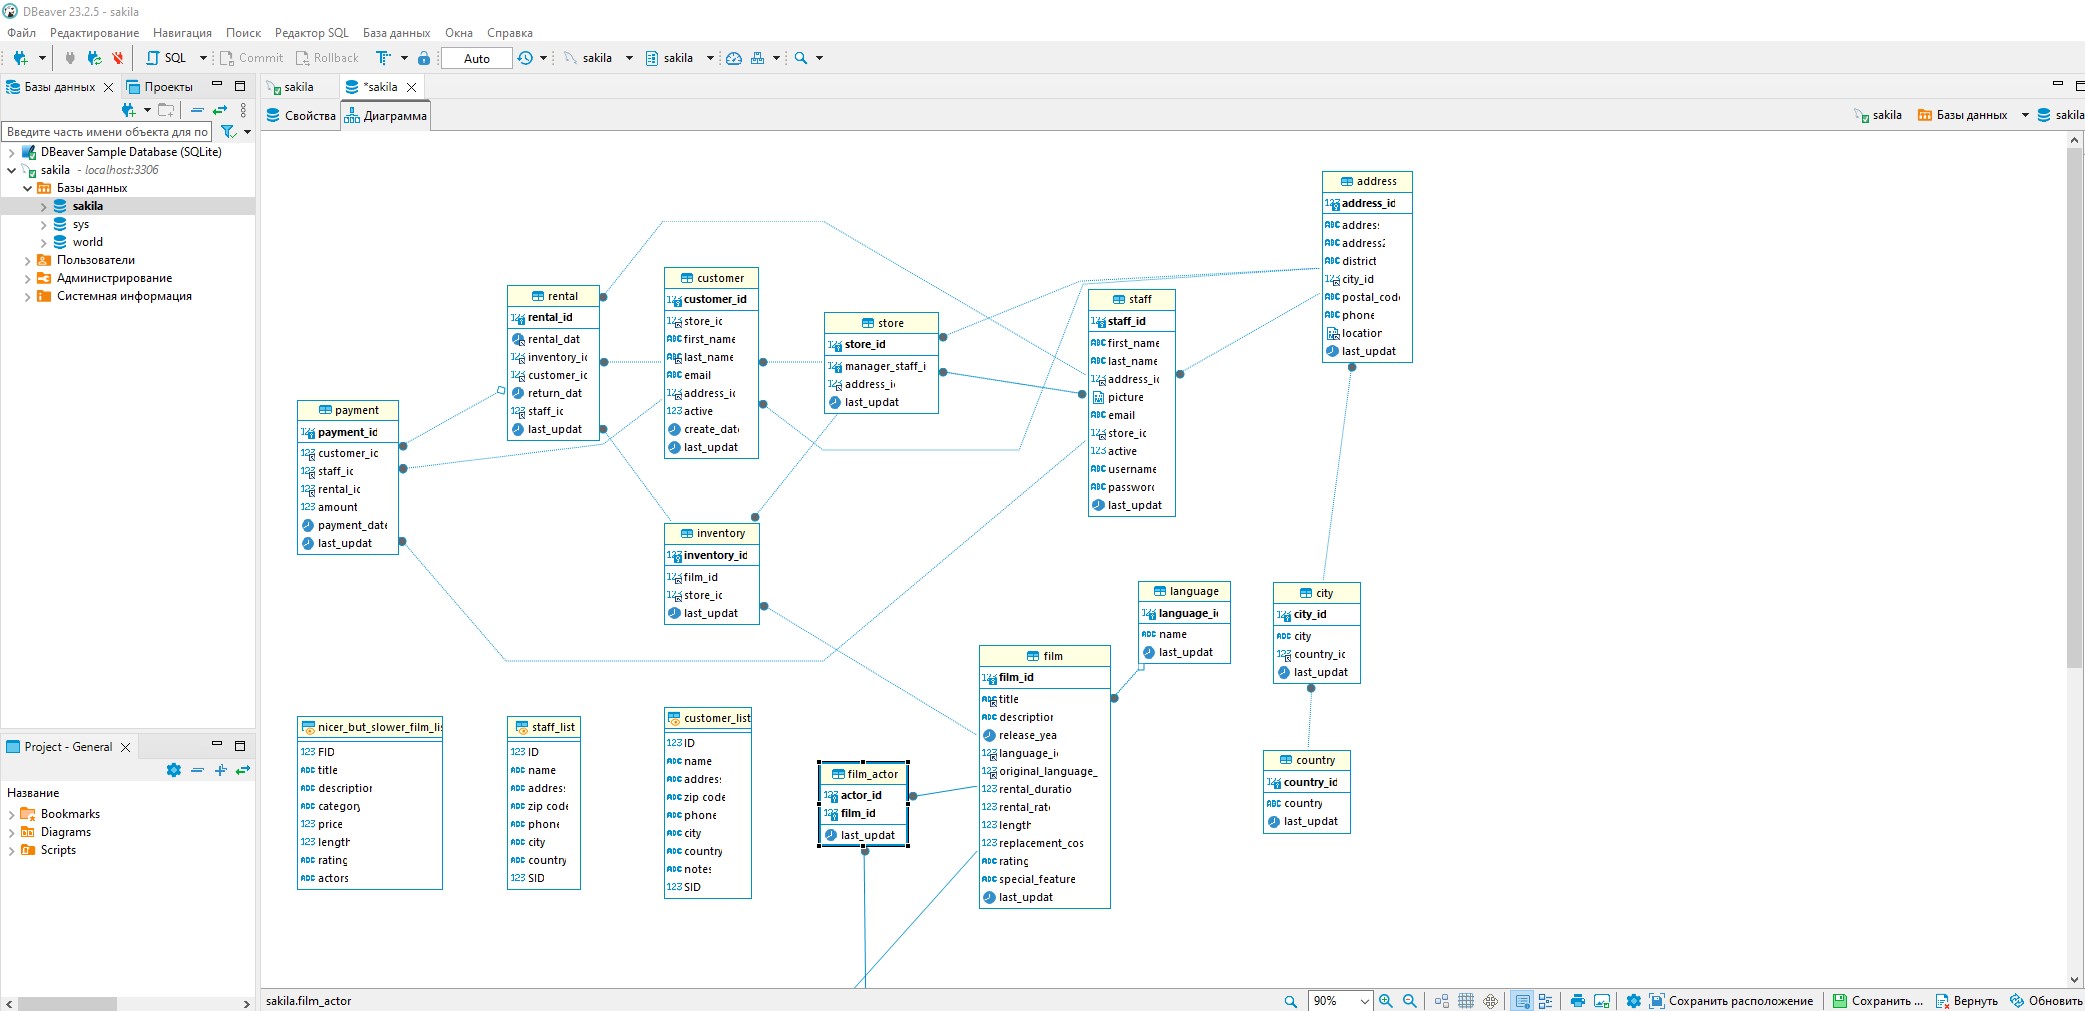 DBeaver 23.2.5 - sakila
Файл Редактирование Навигация Поиск Редактор SQL База данных Окна Справка
SQL Commit Rollback Auto sakila sakila
Базы данных Проекты
sakila *sakila
Свойства Диаграмма
sakila Базы данных sakila
Введите часть имени объекта для по
DBeaver Sample Database (SQLite)
sakila - localhost:3306
Базы данных
sakila
sys
world
Пользователи
Администрирование
Системная информация
Project - General
Название
Bookmarks
Diagrams
Scripts
payment
payment_id
customer_ic
staff_ic
rental_ic
amount
payment_date
last_updat
rental
rental_id
rental_dat
inventory_ic
customer_ic
return_dat
staff_ic
last_updat
customer
customer_id
store_ic
first_name
last_name
email
address_ic
active
create_date
last_updat
store
store_id
manager_staff_i
address_ic
last_updat
staff
staff_id
first_name
last_name
address_ic
picture
email
store_ic
active
username
passworc
last_updat
address
address_id
address
address2
district
city_id
postal_code
phone
location
last_updat
inventory
inventory_id
film_id
store_ic
last_updat
language
language_ic
name
last_updat
city
city_id
city
country_ic
last_updat
film
film_id
title
description
release_yea
language_ic
original_language_
rental_duratio
rental_rate
length
replacement_cos
rating
special_feature
last_updat
country
country_id
country
last_updat
film_actor
actor_id
film_id
last_updat
nicer_but_slower_film_lis
FID
title
description
category
price
length
rating
actors
staff_list
ID
name
address
zip code
phone
city
country
SID
customer_list
ID
name
address
zip code
phone
city
country
notes
SID
sakila.film_actor
90% Сохранить расположение Сохранить ... Вернуть Обновить